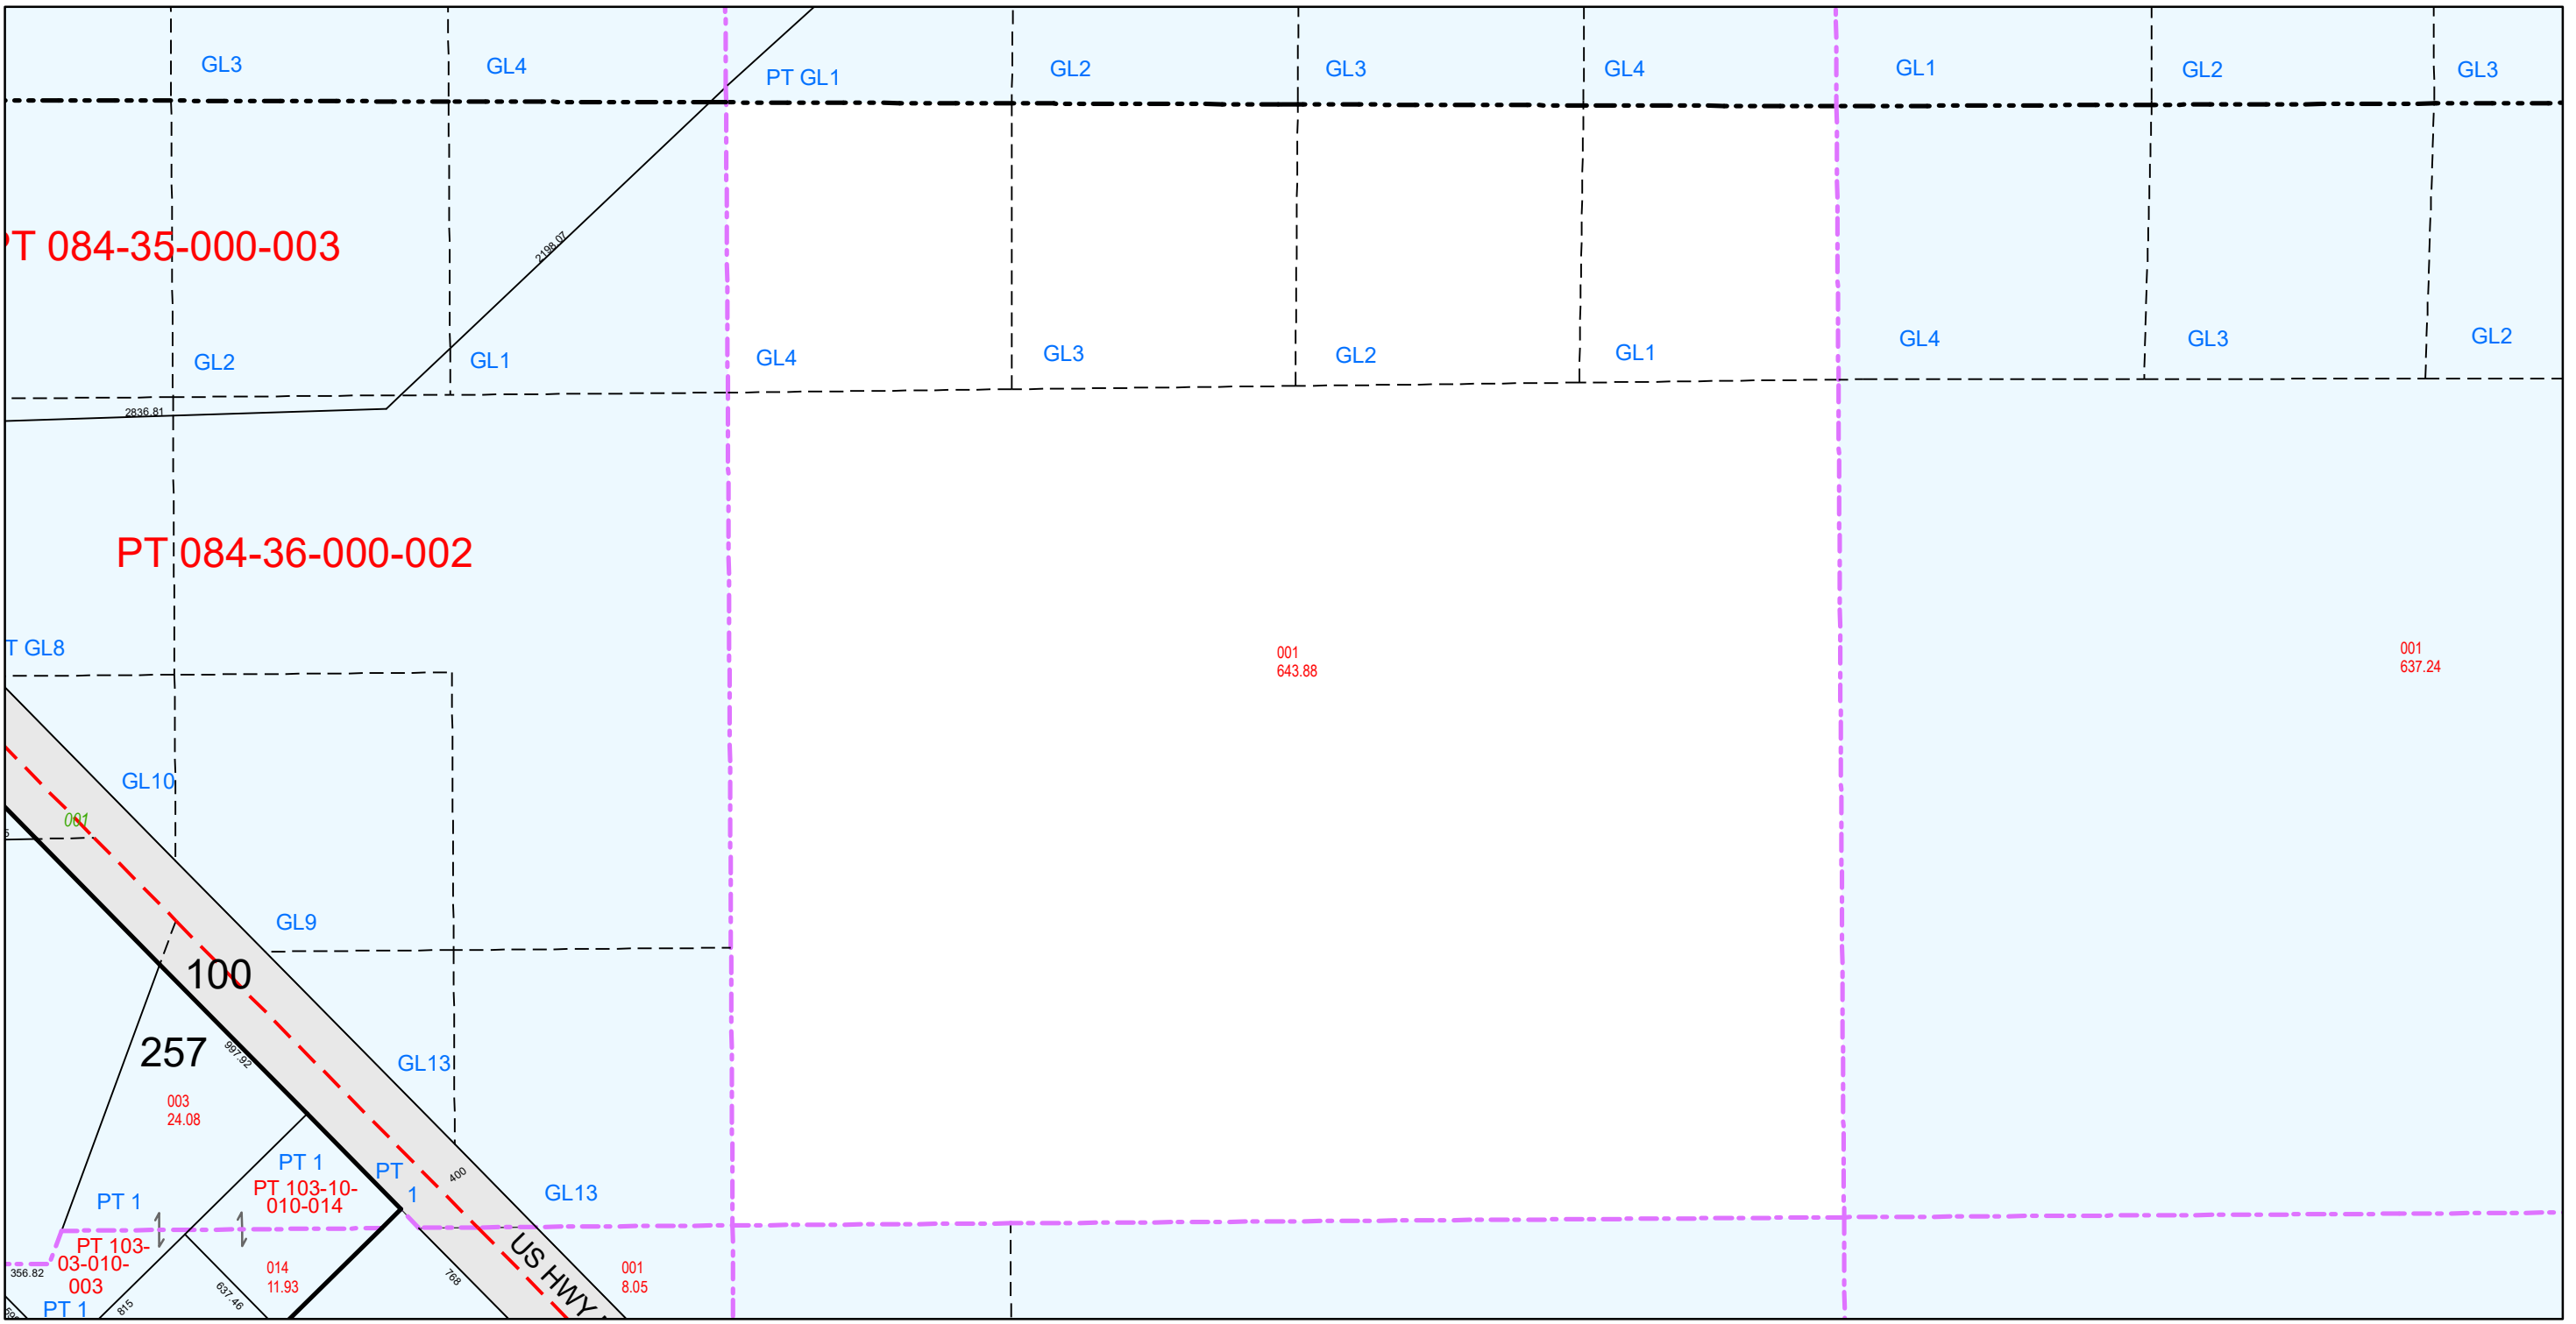 GL3
GL4
PT GL1
GL2
GL3
GL4
GL1
GL2
GL3
PT 084-35-000-003
2198.07
GL2
GL1
GL4
GL3
GL2
GL1
GL4
GL3
GL2
2836.81
PT 084-36-000-002
T GL8
001
643.88
001
637.24
GL10
001
GL9
100
257
997.92
GL13
003
24.08
PT 1
PT
1
400
PT 103-10-
010-014
PT 1
GL13
PT 103-
03-010-
003
356.82
US HWY
014
11.93
001
8.05
768
637.46
815
PT 1